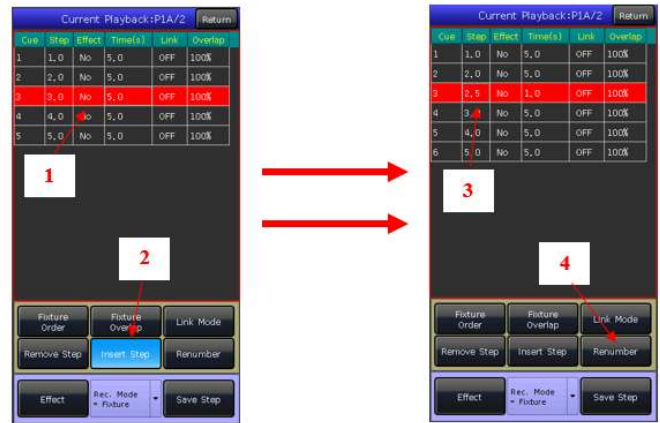 Current Playback:P1A/2 Return
Cue Step Effect Time(s) Link Overlap
1 1.0 No 5.0 OFF 100%
2 2.0 No 5.0 OFF 100%
3 3.0 No 5.0 OFF 100%
4 4.0 No 5.0 OFF 100%
5 5.0 No 5.0 OFF 100%
1
2
Fixture Order Fixture Overlap Link Mode
Remove Step Insert Step Renumber
Effect Rec. Mode = Fixture Save Step
Current Playback:P1A/2 Return
Cue Step Effect Time(s) Link Overlap
1 1.0 No 5.0 OFF 100%
2 2.0 No 5.0 OFF 100%
3 2.5 No 1.0 OFF 100%
4 3.0 No 5.0 OFF 100%
5 4.0 No 5.0 OFF 100%
6 5.0 No 5.0 OFF 100%
3
4
Fixture Order Fixture Overlap Link Mode
Remove Step Insert Step Renumber
Effect Rec. Mode = Fixture Save Step